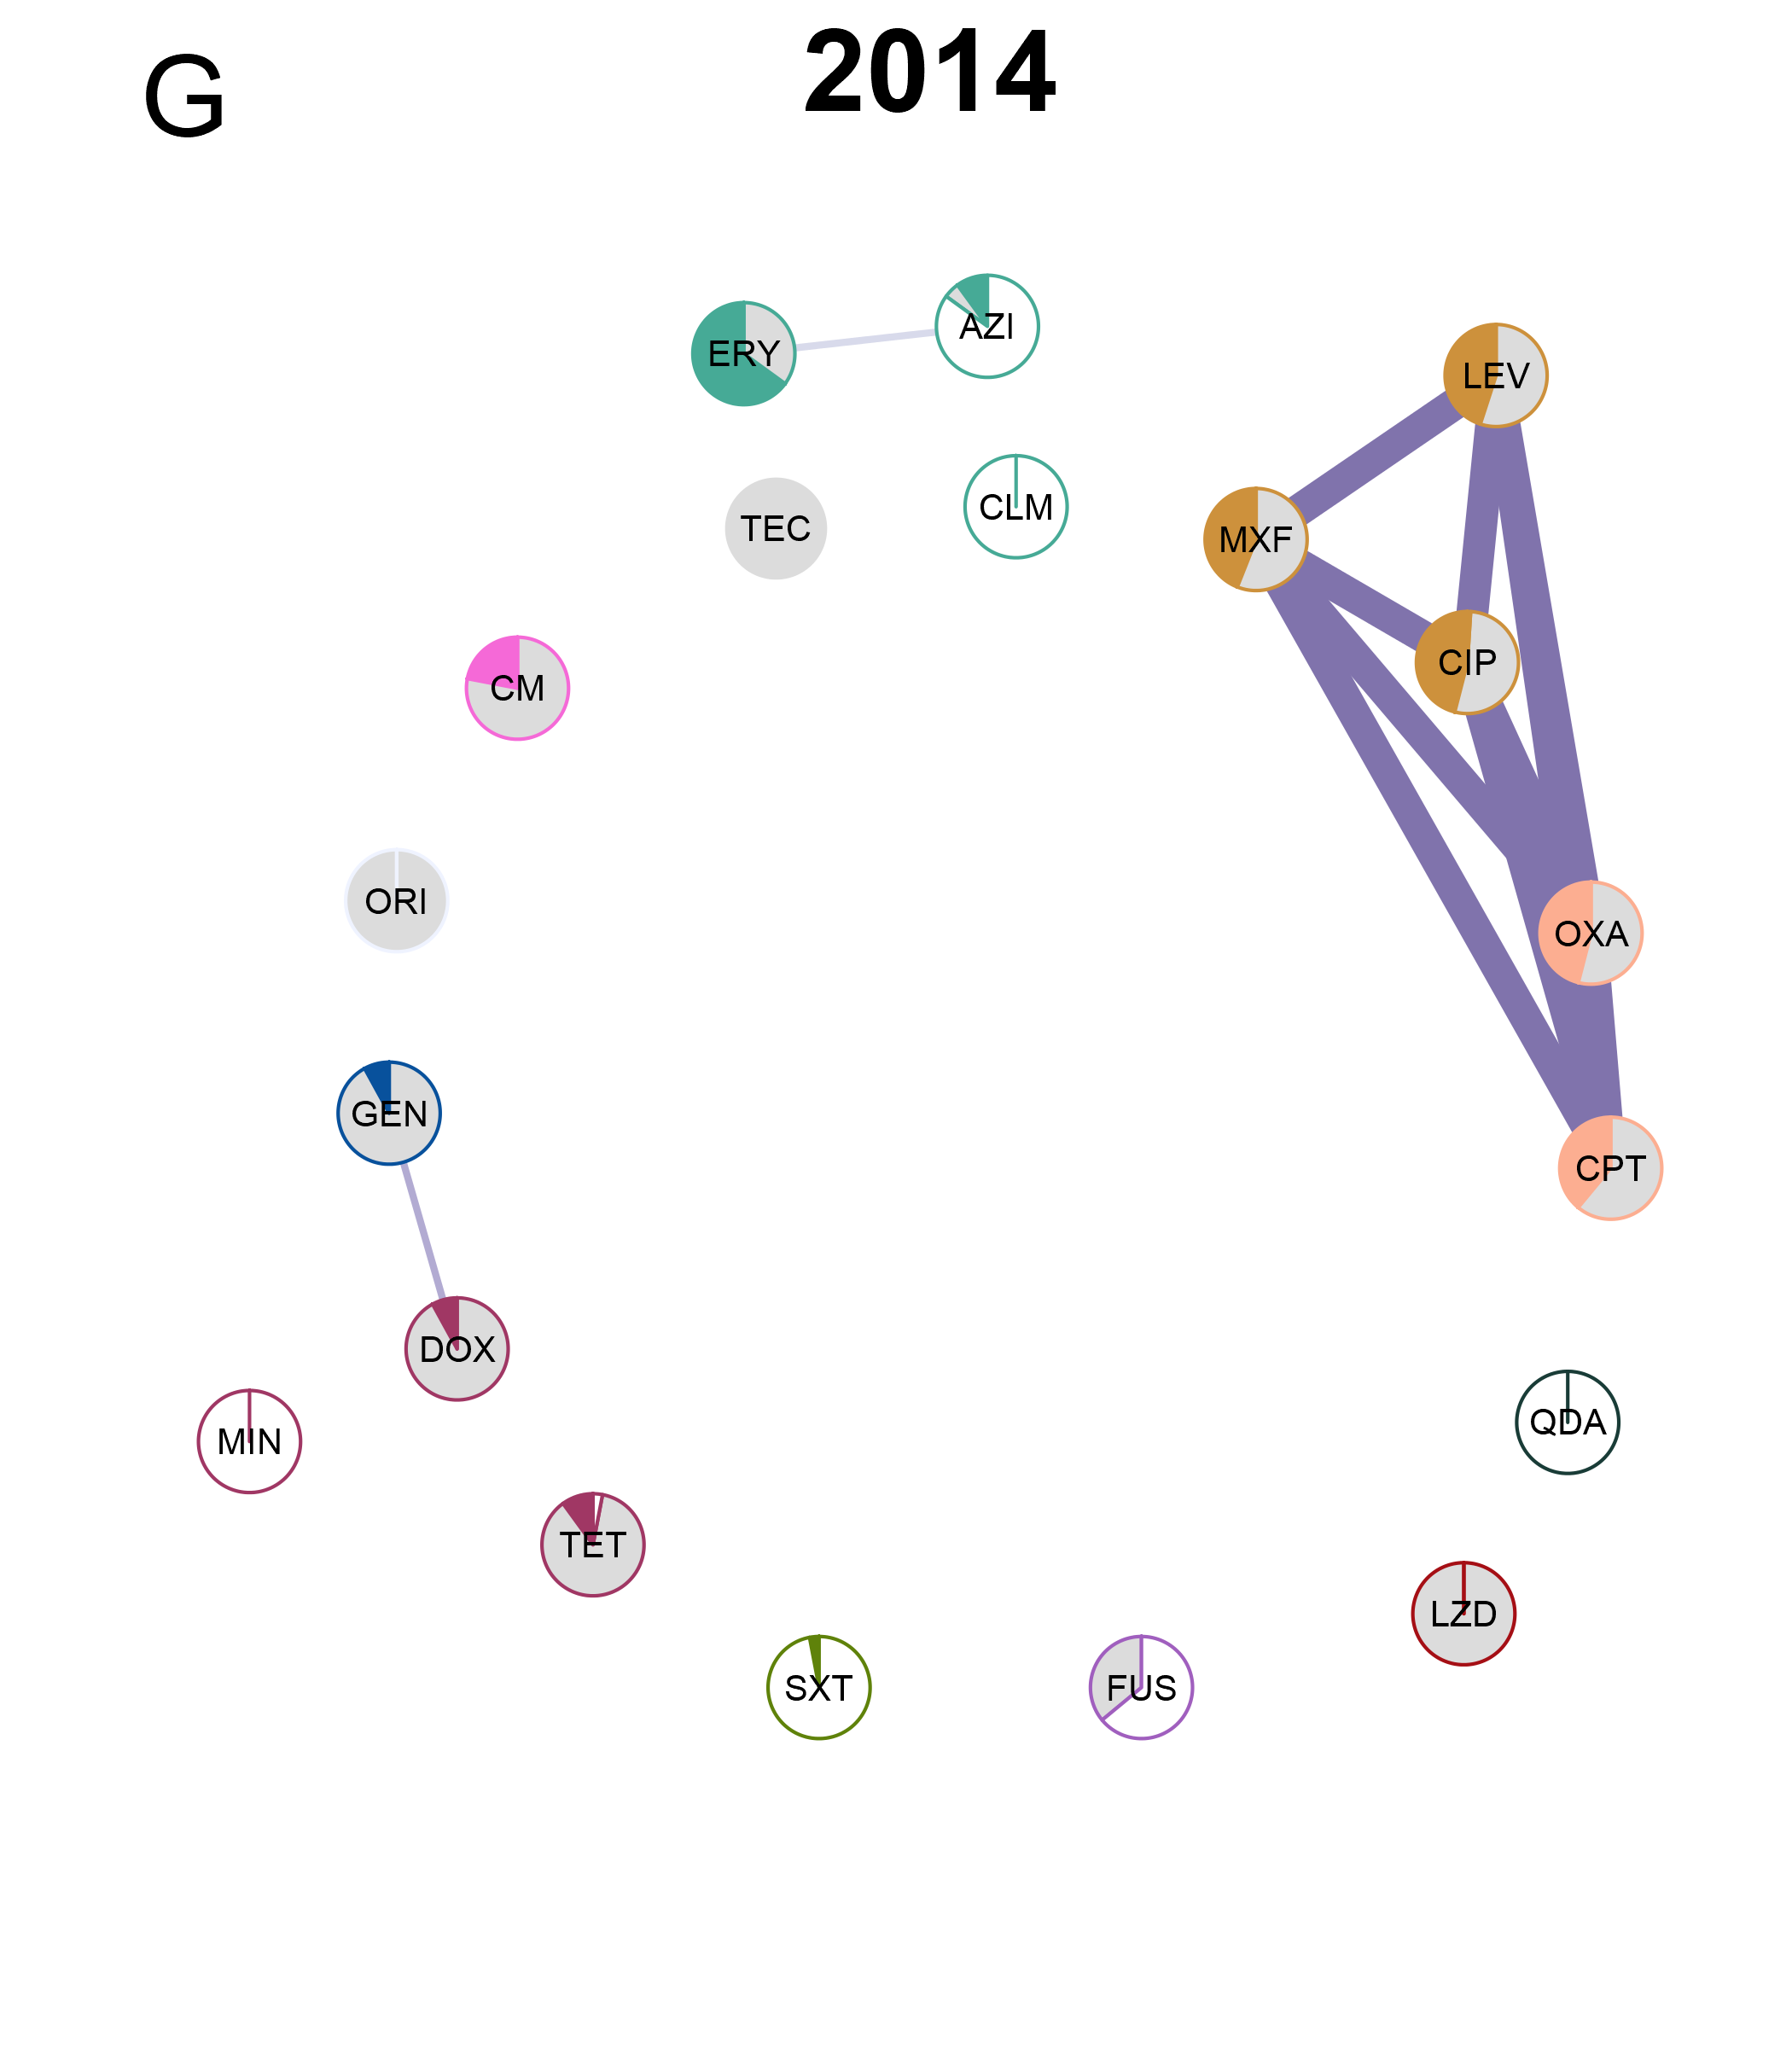 G
2014
AZI
ERY
LEV
CLM
TEC
MXF
CIP
CM
ORI
OXA
GEN
CPT
DOX
QDA
MIN
TET
LZD
SXT
FUS